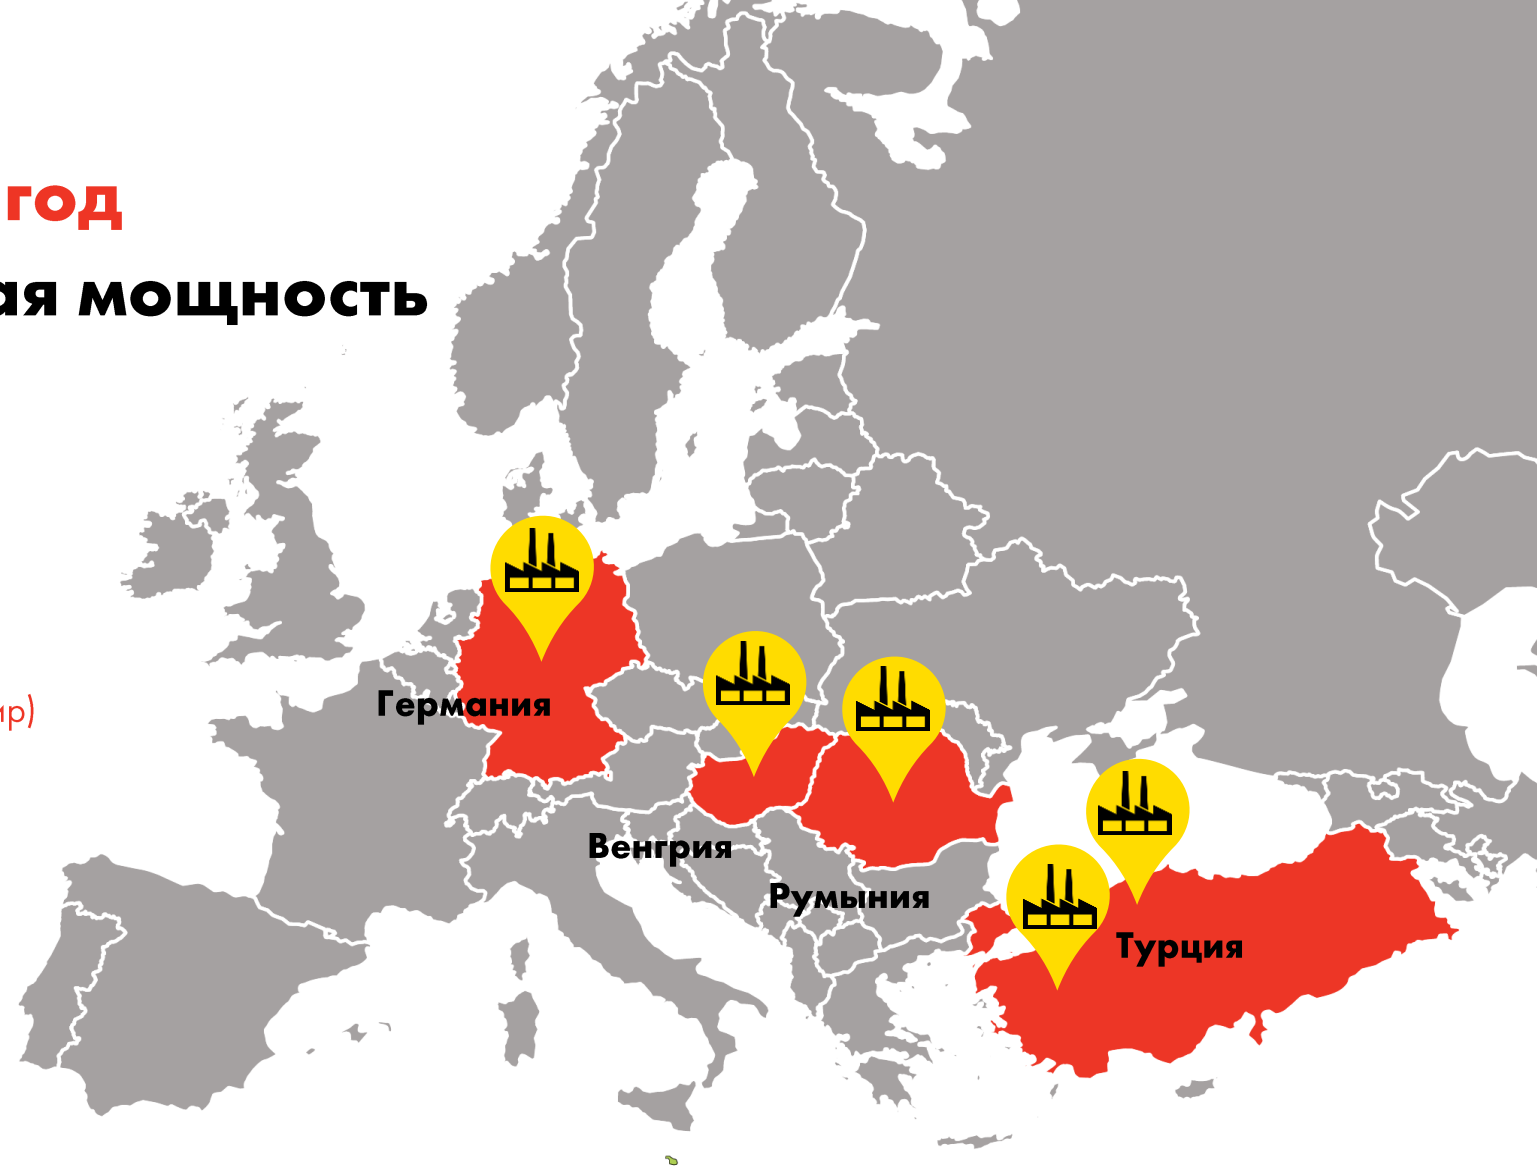 год
ая мощность
ир)
Германия
Венгрия
Румыния
Турция